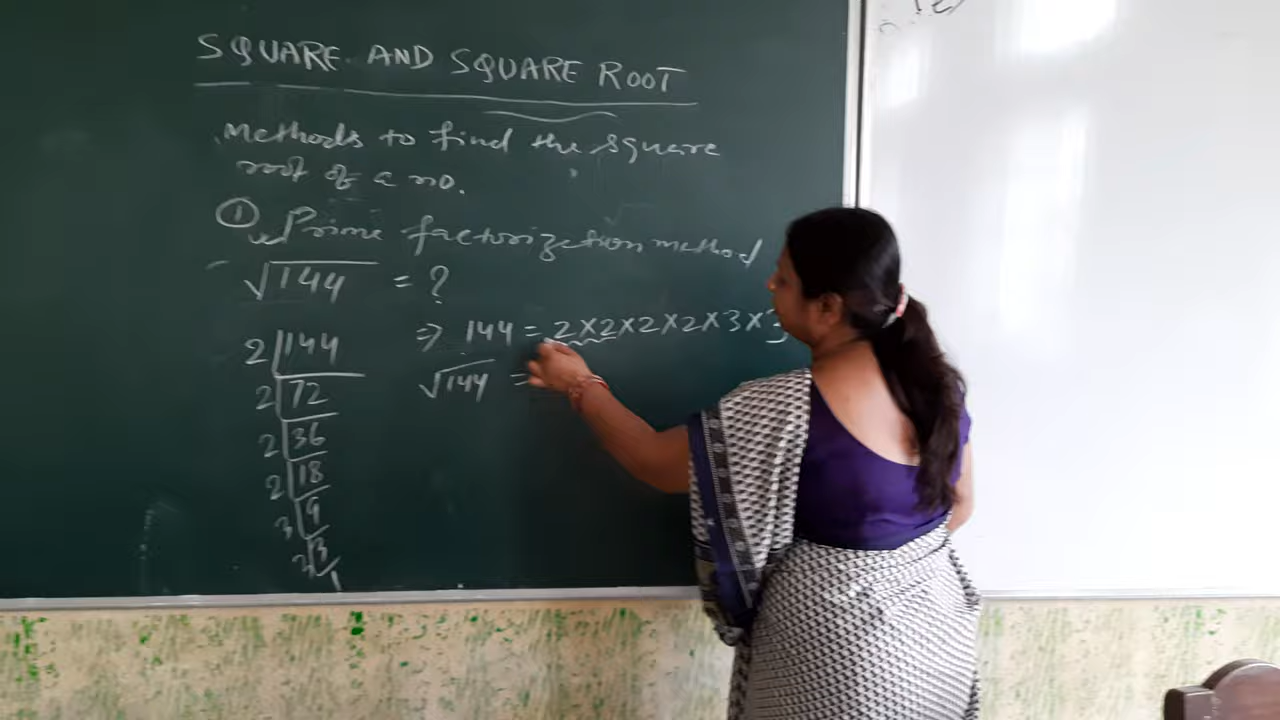 SQUARE AND SQUARE ROOT
Methods to find the square
root of a no.
① Prime factorization method
√144 = ?
⇒ 144 = 2×2×2×2×3×3
√144 =
2 | 144
2 | 72
2 | 36
2 | 18
3 | 9
3 | 3
1